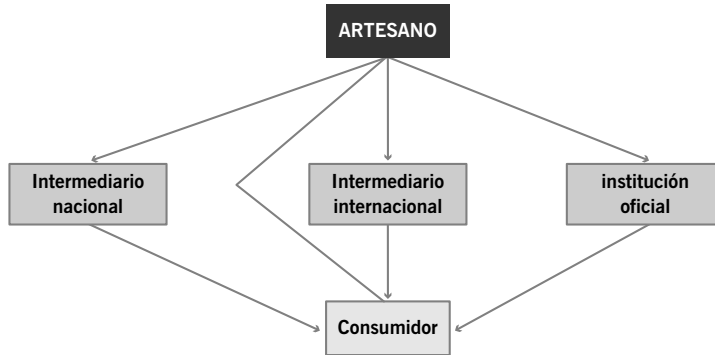 ARTESANO
Intermediario
nacional
Intermediario
internacional
institución
oficial
Consumidor